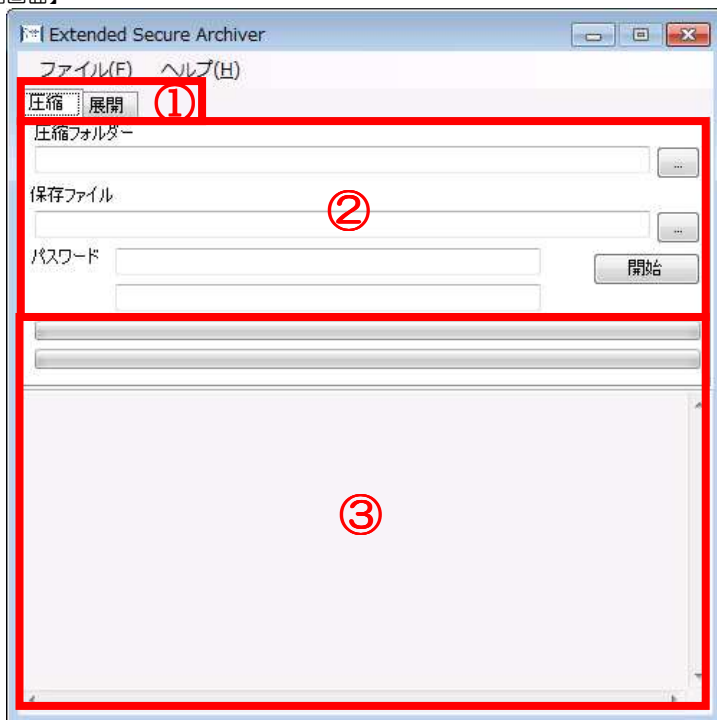 Extended Secure Archiver
ファイル(F) ヘルプ(H)
圧縮 展開 ①
圧縮フォルダー
...
保存ファイル
②
...
パスワード
開始
③